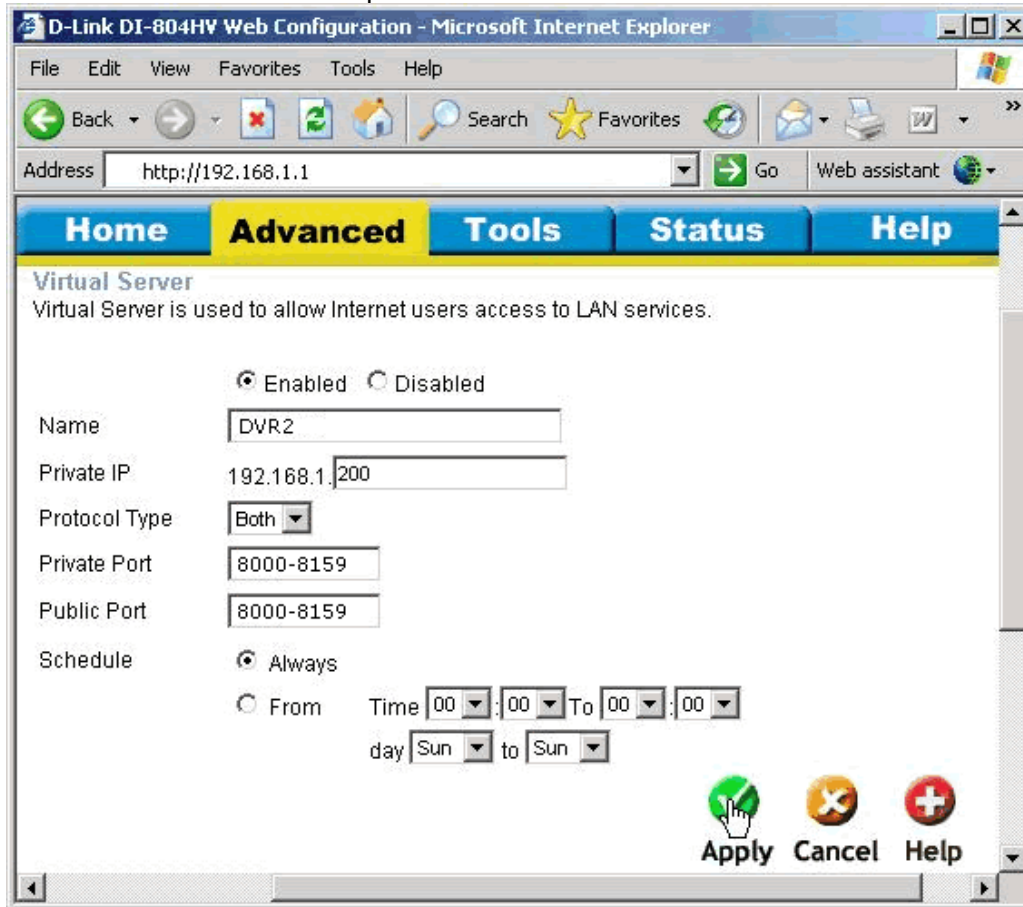 D-Link DI-804HV Web Configuration - Microsoft Internet Explorer
File Edit View Favorites Tools Help
Back Search Favorites W »
Address http://192.168.1.1 Go Web assistant
Home Advanced Tools Status Help
Virtual Server
Virtual Server is used to allow Internet users access to LAN services.
Enabled Disabled
Name DVR2
Private IP 192.168.1. 200
Protocol Type Both
Private Port 8000-8159
Public Port 8000-8159
Schedule Always
From Time 00 : 00 To 00 : 00
day Sun to Sun
Apply Cancel Help